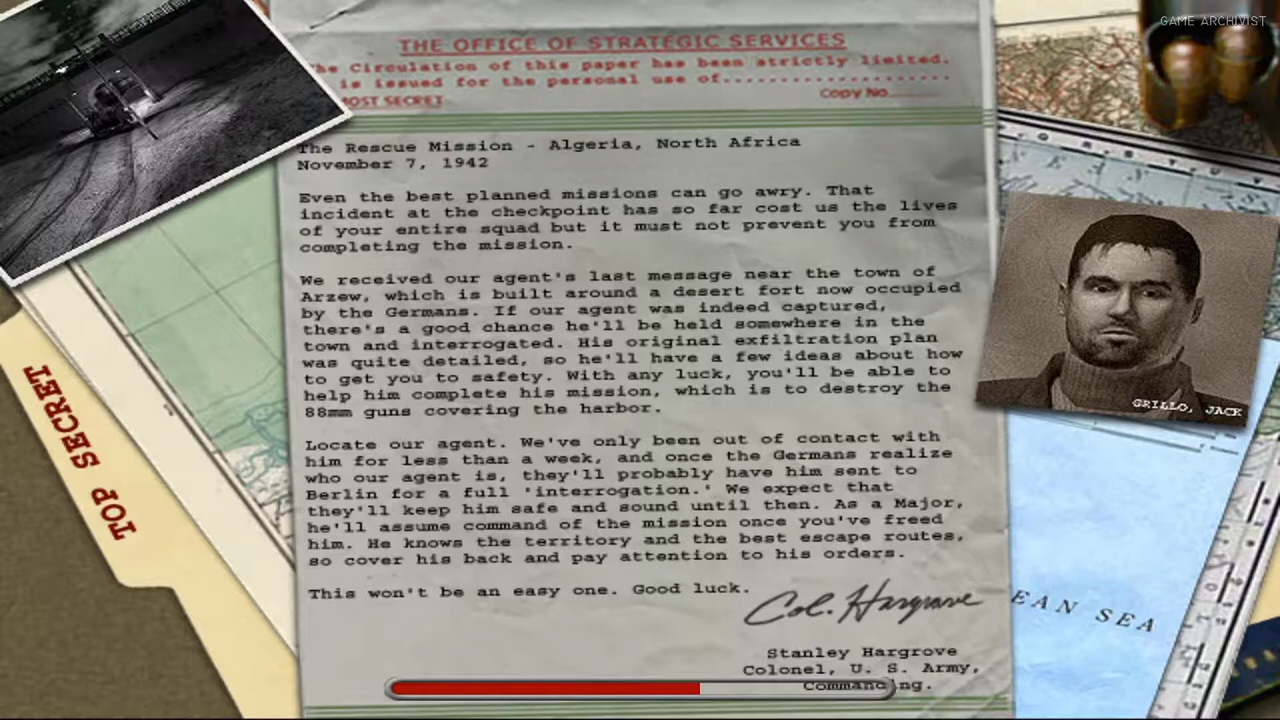 GAME ARCHIVIST
THE OFFICE OF STRATEGIC SERVICES
he Circulation of this paper has been strictly limited.
is issued for the personal use of.....................
MOST SECRET
Copy No.........
The Rescue Mission - Algeria, North Africa
November 7, 1942
Even the best planned missions can go awry. That
incident at the checkpoint has so far cost us the lives
of your entire squad but it must not prevent you from
completing the mission.
We received our agent's last message near the town of
Arzew, which is built around a desert fort now occupied
by the Germans. If our agent was indeed captured,
there's a good chance he'll be held somewhere in the
town and interrogated. His original exfiltration plan
was quite detailed, so he'll have a few ideas about how
to get you to safety. With any luck, you'll be able to
help him complete his mission, which is to destroy the
88mm guns covering the harbor.
Locate our agent. We've only been out of contact with
him for less than a week, and once the Germans realize
who our agent is, they'll probably have him sent to
Berlin for a full 'interrogation.' We expect that
they'll keep him safe and sound until then. As a Major,
he'll assume command of the mission once you've freed
him. He knows the territory and the best escape routes,
so cover his back and pay attention to his orders.
This won't be an easy one. Good luck.
Col. Hargrave
Stanley Hargrove
Colonel, U. S. Army,
Commanding.
TOP SECRET
GRILLO, JACK
EAN SEA